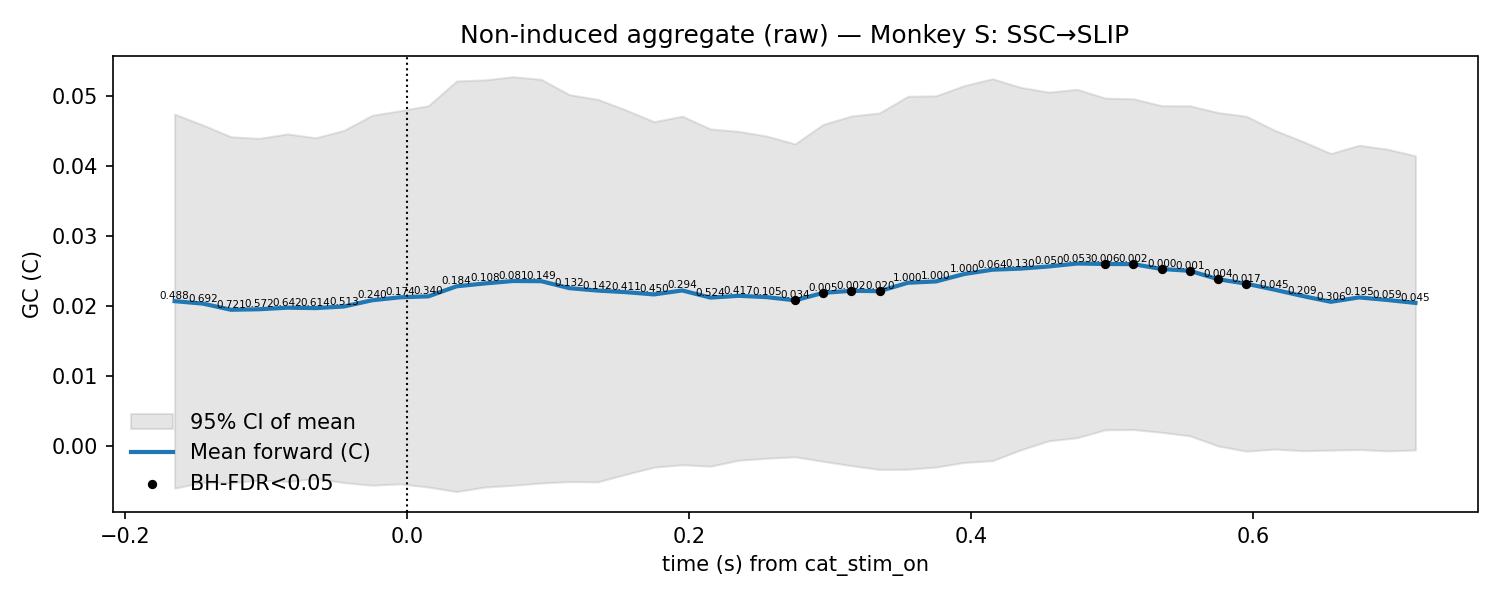 Non-induced aggregate (raw) — Monkey S: SSC→SLIP
GC (C)
0.05
0.04
0.03
0.02
0.01
0.00
0.488 0.692 0.721 0.572 0.642 0.614 0.513 0.240 0.174 0.340 0.184 0.108 0.081 0.149 0.132 0.142 0.411 0.450 0.294 0.524 0.417 0.105 0.034 0.005 0.002 0.020 1.000 1.000 1.000 0.064 0.130 0.050 0.053 0.006 0.002 0.000 0.001 0.004 0.017 0.045 0.209 0.306 0.195 0.059 0.045
95% CI of mean
Mean forward (C)
BH-FDR<0.05
−0.2 0.0 0.2 0.4 0.6
time (s) from cat_stim_on